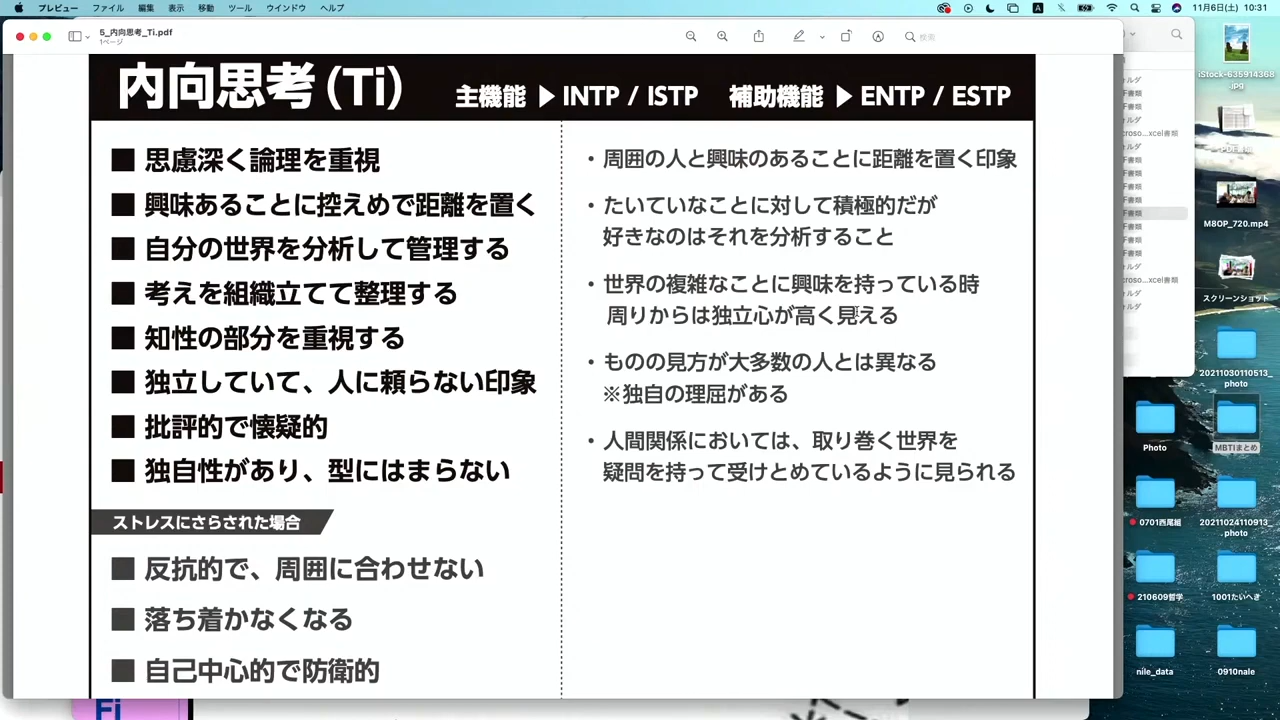 プレビュー ファイル 編集 表示 移動 ツール ウインドウ ヘルプ
A
11月6日(土) 10:31
5_内向思考_Ti.pdf
1ページ
検索
内向思考(Ti)
主機能 ▶ INTP / ISTP 補助機能 ▶ ENTP / ESTP
■ 思慮深く論理を重視
■ 興味あることに控えめで距離を置く
■ 自分の世界を分析して管理する
■ 考えを組織立てて整理する
■ 知性の部分を重視する
■ 独立していて、人に頼らない印象
■ 批評的で懐疑的
■ 独自性があり、型にはまらない
ストレスにさらされた場合
■ 反抗的で、周囲に合わせない
■ 落ち着かなくなる
■ 自己中心的で防衛的
・周囲の人と興味のあることに距離を置く印象
・たいていなことに対して積極的だが
好きなのはそれを分析すること
・世界の複雑なことに興味を持っている時
周りからは独立心が高く見える
・ものの見方が大多数の人とは異なる
※独自の理屈がある
・人間関係においては、取り巻く世界を
疑問を持って受けとめているように見られる
Fi
iStock-635914368
.jpg
M8OP_720.mp4
スクリーンショット
20211030110513_
photo
Photo
MBTIまとめ
0701西尾組
20211024110913_
.photo
210609哲学
1001たいへき
nile_data
0910nale